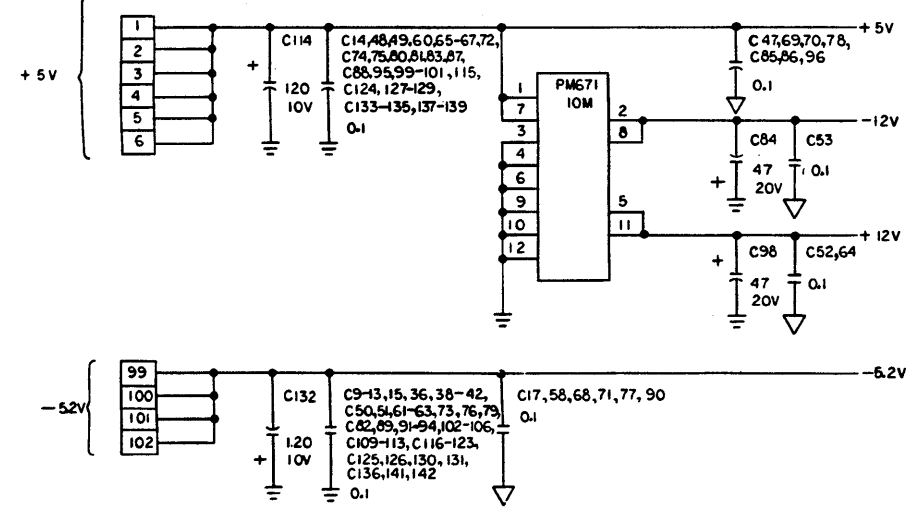 + 5V
1
2
3
4
5
6
+
C114
120
10V
C14,48,49,60,65-67,72,
C74,75,80,81,83,87,
C88,95,99-101,115,
C124, 127-129,
C133-135, 137-139
0.1
1
7
3
4
6
9
10
12
PM671
10M
2
8
5
11
C 47,69,70,78,
C85,86, 96
0.1
+5V
-12V
C84
+
47
20V
C53
0.1
+ 12V
C98
+
47
20V
C52,64
0.1
- 5.2V
99
100
101
102
C132
+
120
10V
C9-13, 15, 36, 38-42,
C50,51,61-63,73,76,79,
C82,89,91-94,102-106,
C109-113, C116-123,
C125, 126, 130, 131,
C136, 141, 142
0.1
C17, 58, 68, 71, 77, 90
0.1
-5.2V